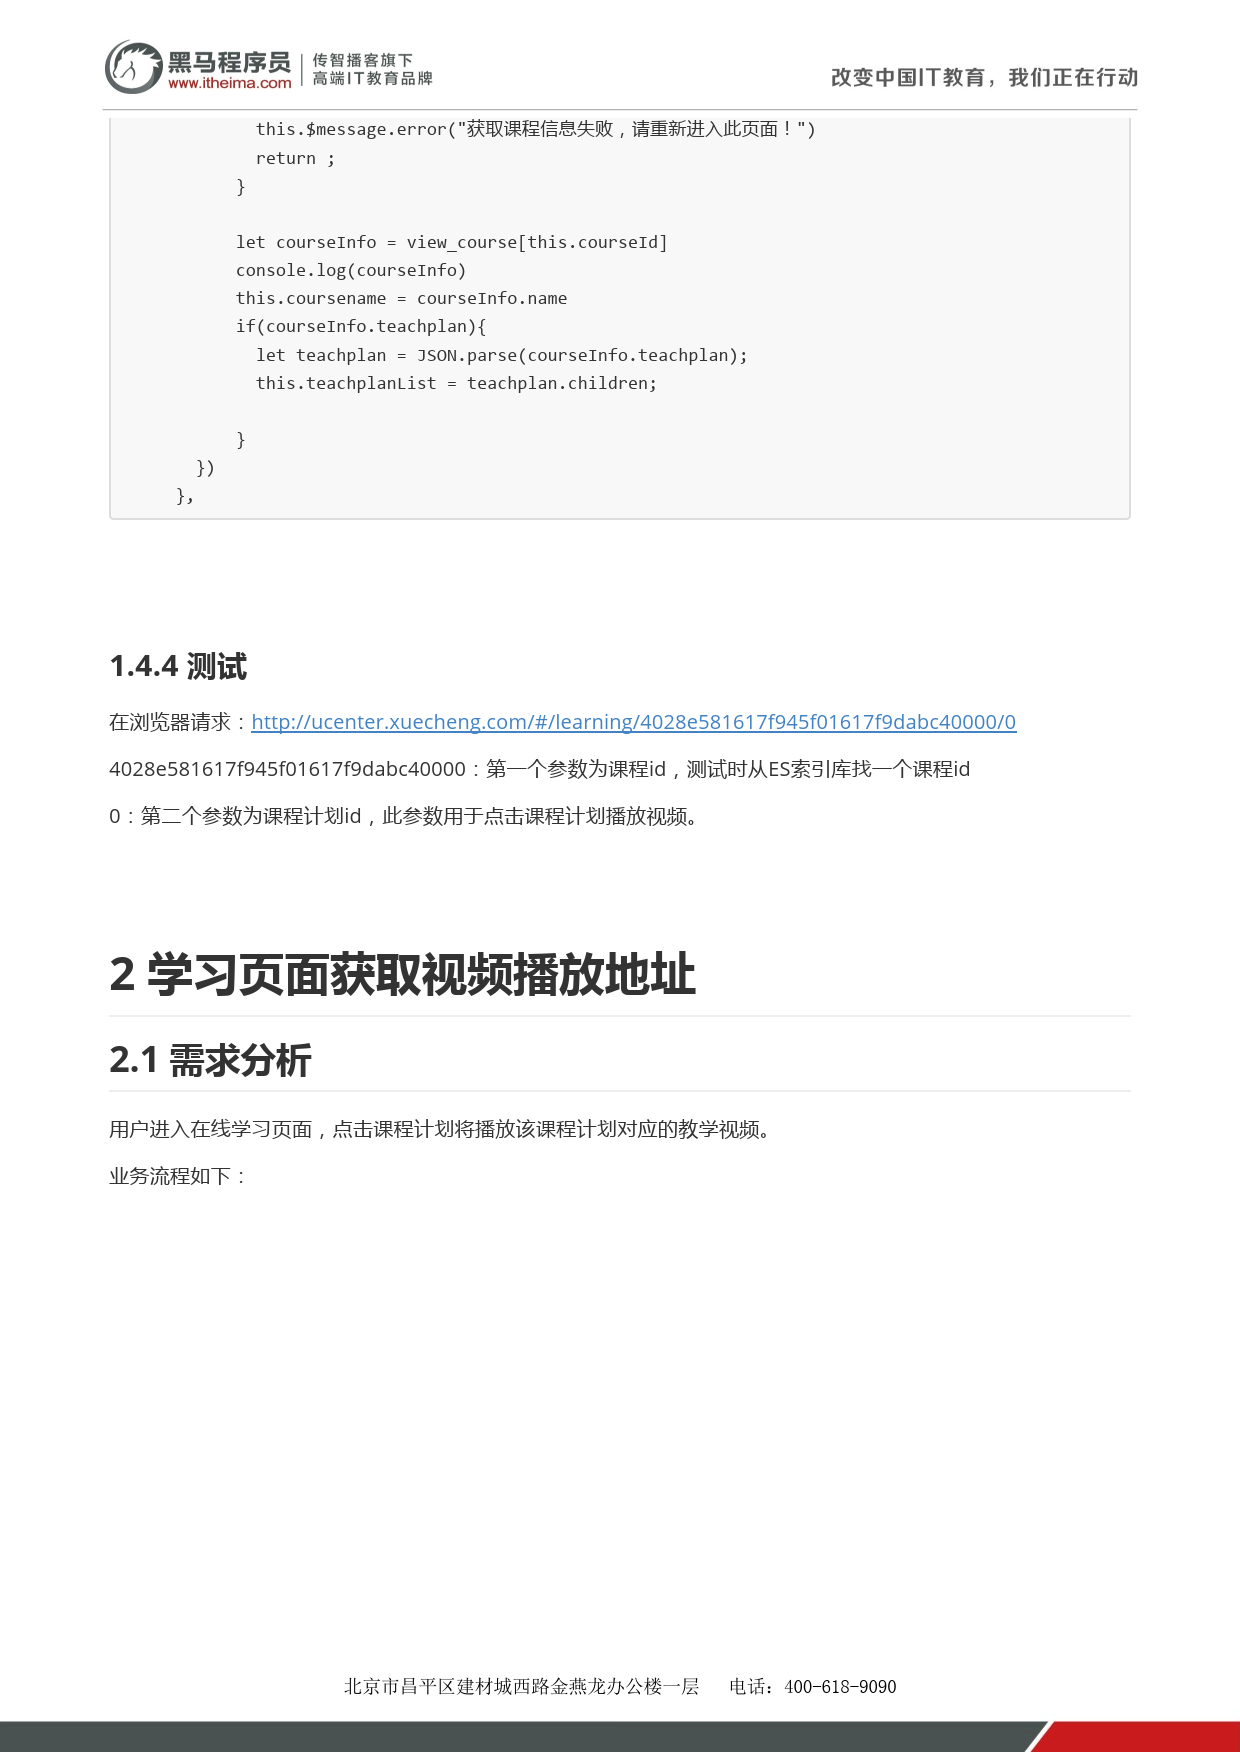 黑马程序员
www.itheima.com
传智播客旗下
高端IT教育品牌
改变中国IT教育，我们正在行动
this.$message.error("获取课程信息失败，请重新进入此页面！")
return ;
}
let courseInfo = view_course[this.courseId]
console.log(courseInfo)
this.coursename = courseInfo.name
if(courseInfo.teachplan){
let teachplan = JSON.parse(courseInfo.teachplan);
this.teachplanList = teachplan.children;
}
})
},
1.4.4 测试
在浏览器请求：http://ucenter.xuecheng.com/#/learning/4028e581617f945f01617f9dabc40000/0
4028e581617f945f01617f9dabc40000：第一个参数为课程id，测试时从ES索引库找一个课程id
0：第二个参数为课程计划id，此参数用于点击课程计划播放视频。
2 学习页面获取视频播放地址
2.1 需求分析
用户进入在线学习页面，点击课程计划将播放该课程计划对应的教学视频。
业务流程如下：
北京市昌平区建材城西路金燕龙办公楼一层 电话：400-618-9090